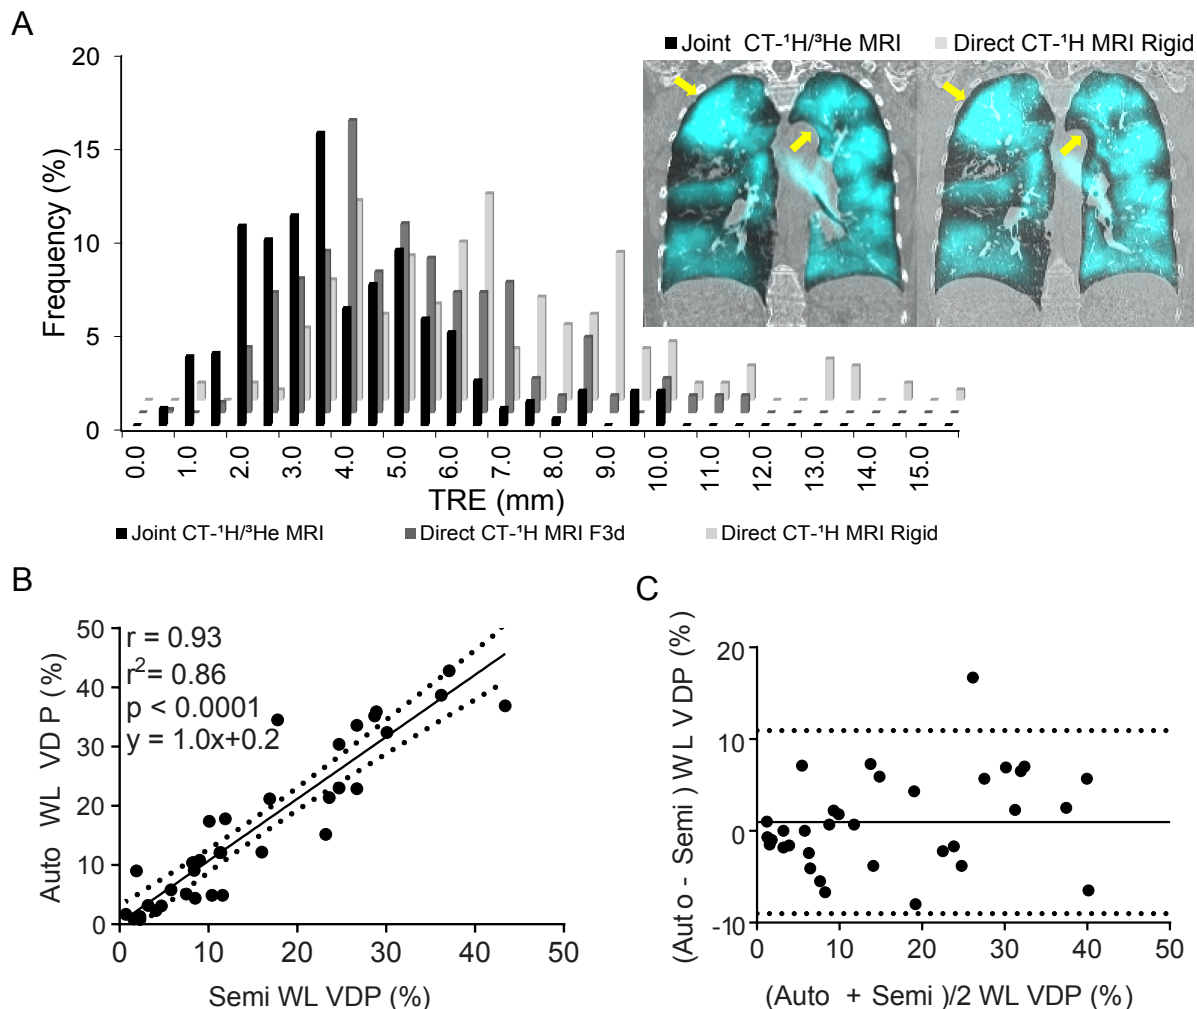 A
Joint CT-¹H/³He MRI
Direct CT-¹H MRI Rigid
20
15
10
5
0
Frequency (%)
0.0 1.0 2.0 3.0 4.0 5.0 6.0 7.0 8.0 9.0 10.0 11.0 12.0 13.0 14.0 15.0
TRE (mm)
Joint CT-¹H/³He MRI
Direct CT-¹H MRI F3d
Direct CT-¹H MRI Rigid
B
r = 0.93
r²= 0.86
p < 0.0001
y = 1.0x+0.2
50
40
30
20
10
0
Auto WL VD P (%)
0 10 20 30 40 50
Semi WL VDP (%)
C
20
10
0
-10
(Aut o - Semi ) WL VDP (%)
0 10 20 30 40 50
(Auto + Semi )/2 WL VDP (%)